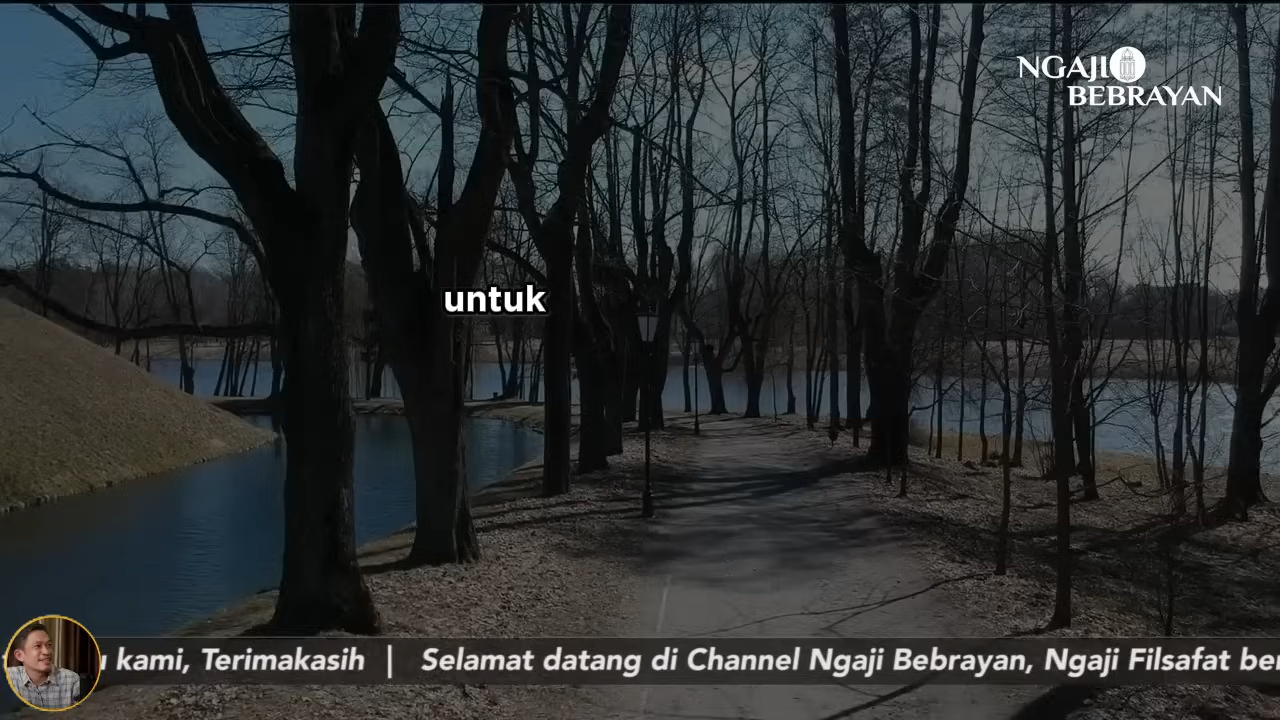 NGAJI
BEBRAYAN
untuk
kami, Terimakasih | Selamat datang di Channel Ngaji Bebrayan, Ngaji Filsafat